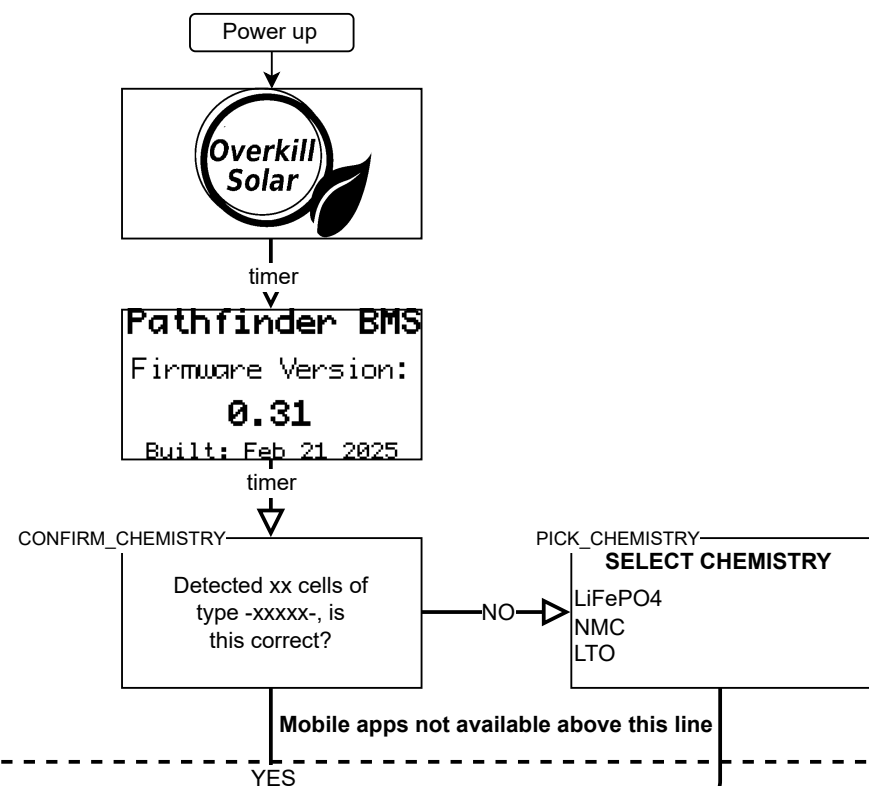 Power up
Overkill
Solar
timer
Pathfinder BMS
Firmware Version:
0.31
Built: Feb 21 2025
timer
CONFIRM_CHEMISTRY
Detected xx cells of
type -xxxxx-, is
this correct?
NO
PICK_CHEMISTRY
SELECT CHEMISTRY
LiFePO4
NMC
LTO
Mobile apps not available above this line
YES